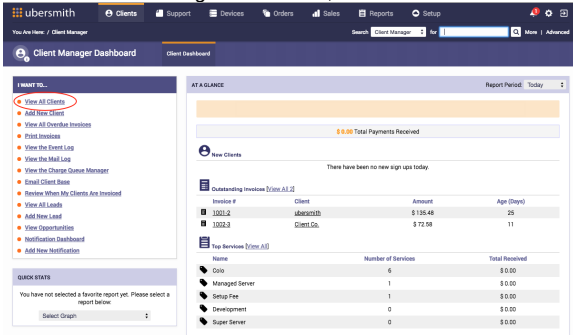 ubersmith Clients Support Devices Orders Sales Reports Setup
You Are Here: / Client Manager Search Client Manager for More | Advanced
Client Manager Dashboard Client Dashboard
I WANT TO...
View All Clients
Add New Client
View All Overdue Invoices
Print Invoices
View the Event Log
View the Mail Log
View the Charge Queue Manager
Email Client Base
Review When My Clients Are Invoiced
View All Leads
Add New Lead
View Opportunities
Notification Dashboard
Add New Notification
QUICK STATS
You have not selected a favorite report yet. Please select a
report below:
Select Graph
AT A GLANCE Report Period: Today
$ 0.00 Total Payments Received
New Clients
There have been no new sign ups today.
Outstanding Invoices [View All 2]
Invoice # Client Amount Age (Days)
1001-2 ubersmith $ 135.48 25
1002-3 Client Co. $ 72.58 11
Top Services [View All]
Name Number of Services Total Received
Colo 6 $ 0.00
Managed Server 1 $ 0.00
Setup Fee 1 $ 0.00
Development 0 $ 0.00
Super Server 0 $ 0.00